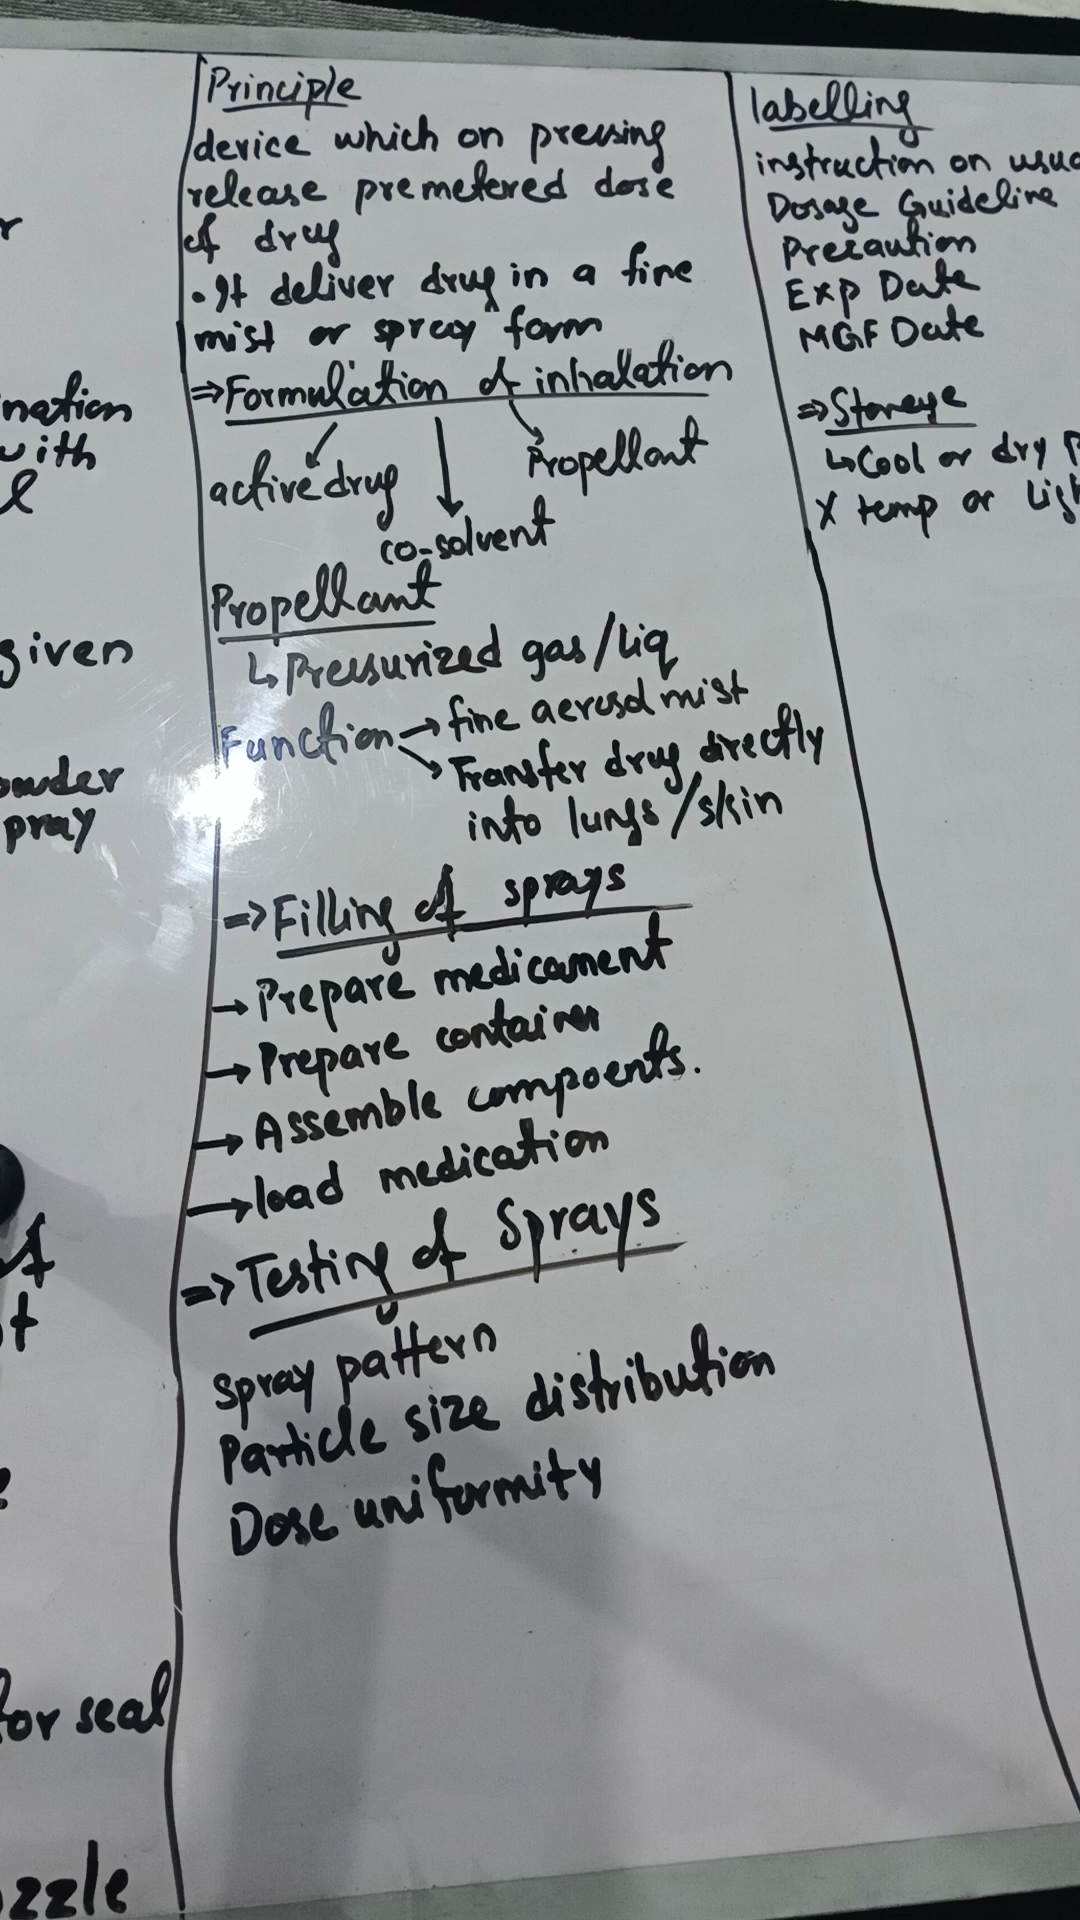 r
nation
with
l
given
owder
pray
of
t
for seal
zzle
Principle
device which on pressing
release premetered dose
of drug
. It deliver drug in a fine
mist or spray form
⇒ Formulation of inhalation
active drug
co-solvent
Propellant
Propellant
↳ Pressurized gas/liq
Function → fine aerosol mist
↘ Transfer drug directly
into lungs/skin
⇒ Filling of sprays
→ Prepare medicament
→ Prepare container
→ Assemble compoents.
→ load medication
⇒ Testing of Sprays
Spray pattern
Particle size distribution
Dose uniformity
labelling
instruction on
Dosage Guideline
Precaution
Exp Date
MGF Date
⇒ Storage
↳ Cool or dry P
X temp or Lig